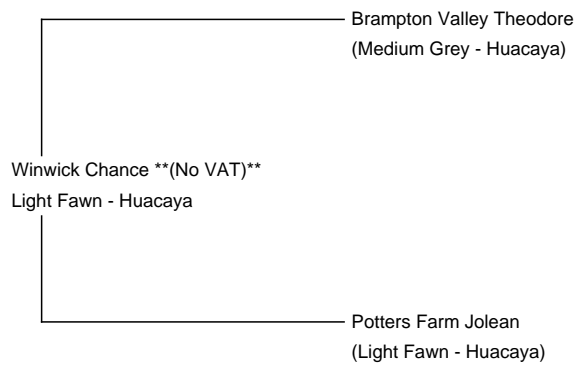 Brampton Valley Theodore
(Medium Grey - Huacaya)
Winwick Chance **(No VAT)**
Light Fawn - Huacaya
Potters Farm Jolean
(Light Fawn - Huacaya)